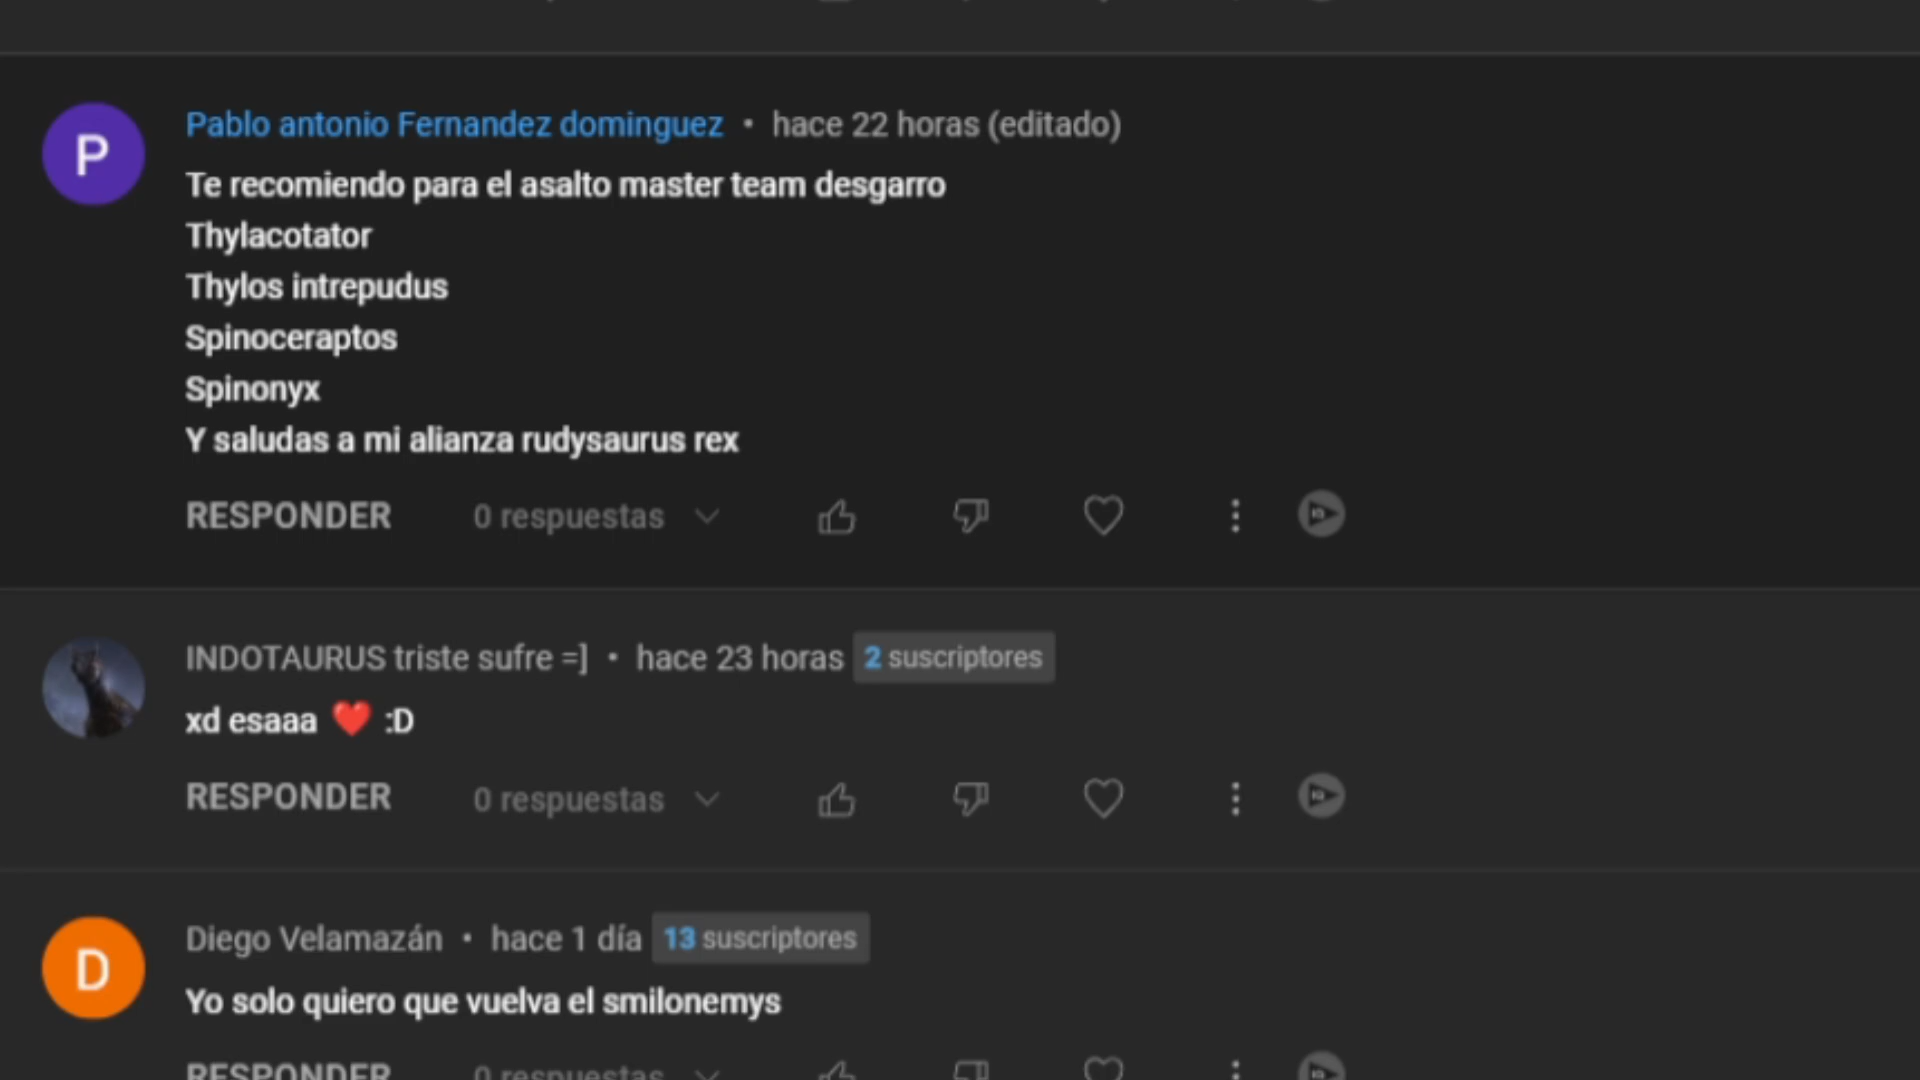 P
Pablo antonio Fernandez dominguez • hace 22 horas (editado)
Te recomiendo para el asalto master team desgarro
Thylacotator
Thylos intrepudus
Spinoceraptos
Spinonyx
Y saludas a mi alianza rudysaurus rex
RESPONDER 0 respuestas
INDOTAURUS triste sufre =] • hace 23 horas 2 suscriptores
xd esaaa ❤️ :D
RESPONDER 0 respuestas
D
Diego Velamazán • hace 1 día 13 suscriptores
Yo solo quiero que vuelva el smilonemys
RESPONDER 0 respuestas